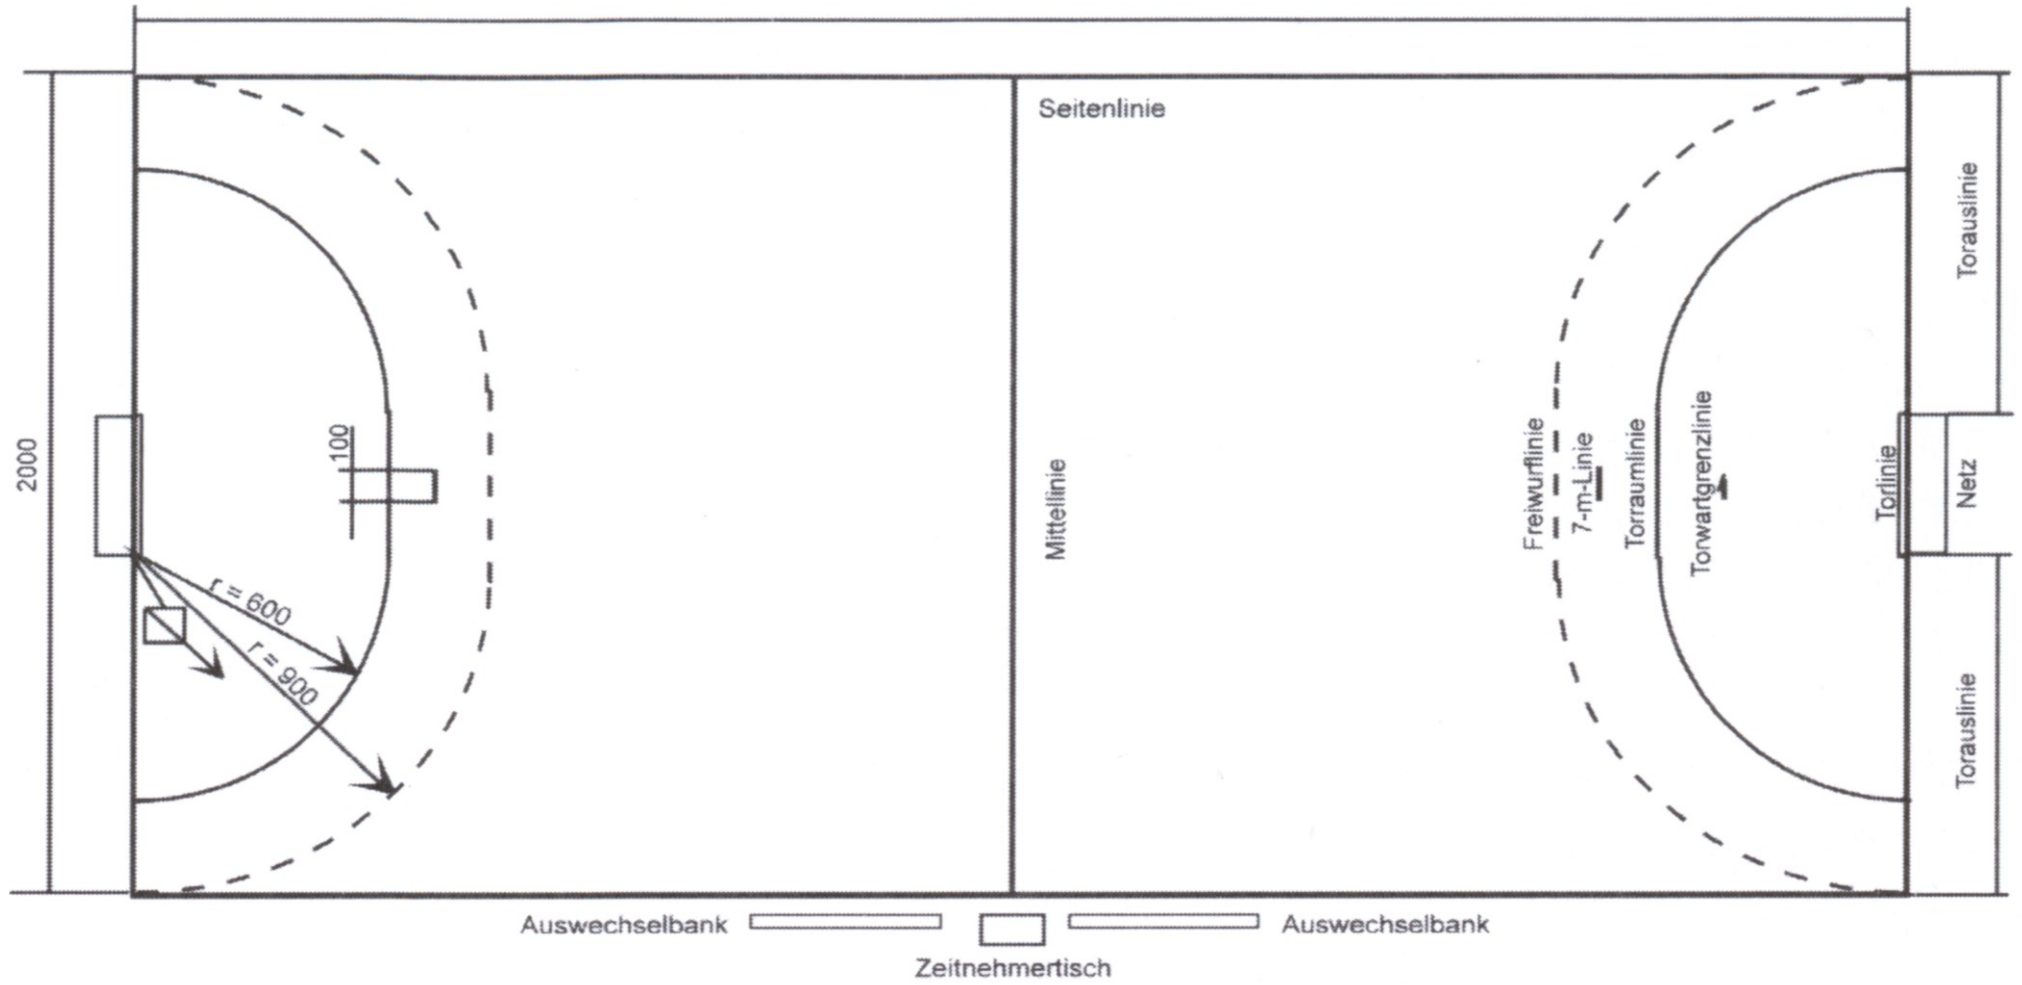 Seitenlinie
2000
100
r = 600
r = 900
Mittellinie
Freiwurflinie
7-m-Linie
Torraumlinie
Torwartgrenzlinie
Torlinie
Torauslinie
Netz
Torauslinie
Auswechselbank
Auswechselbank
Zeitnehmertisch